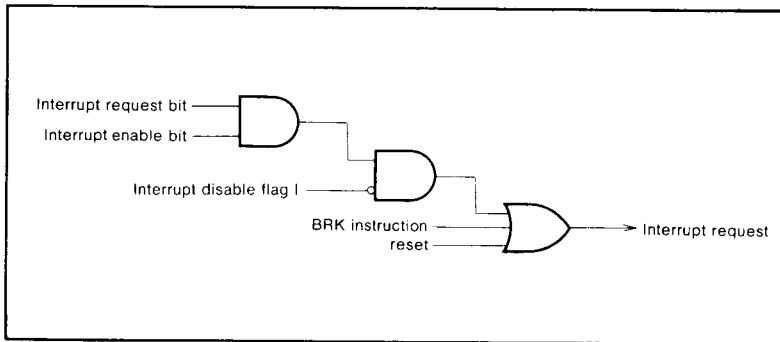 Interrupt request bit
Interrupt enable bit
Interrupt disable flag I
BRK instruction
reset
Interrupt request